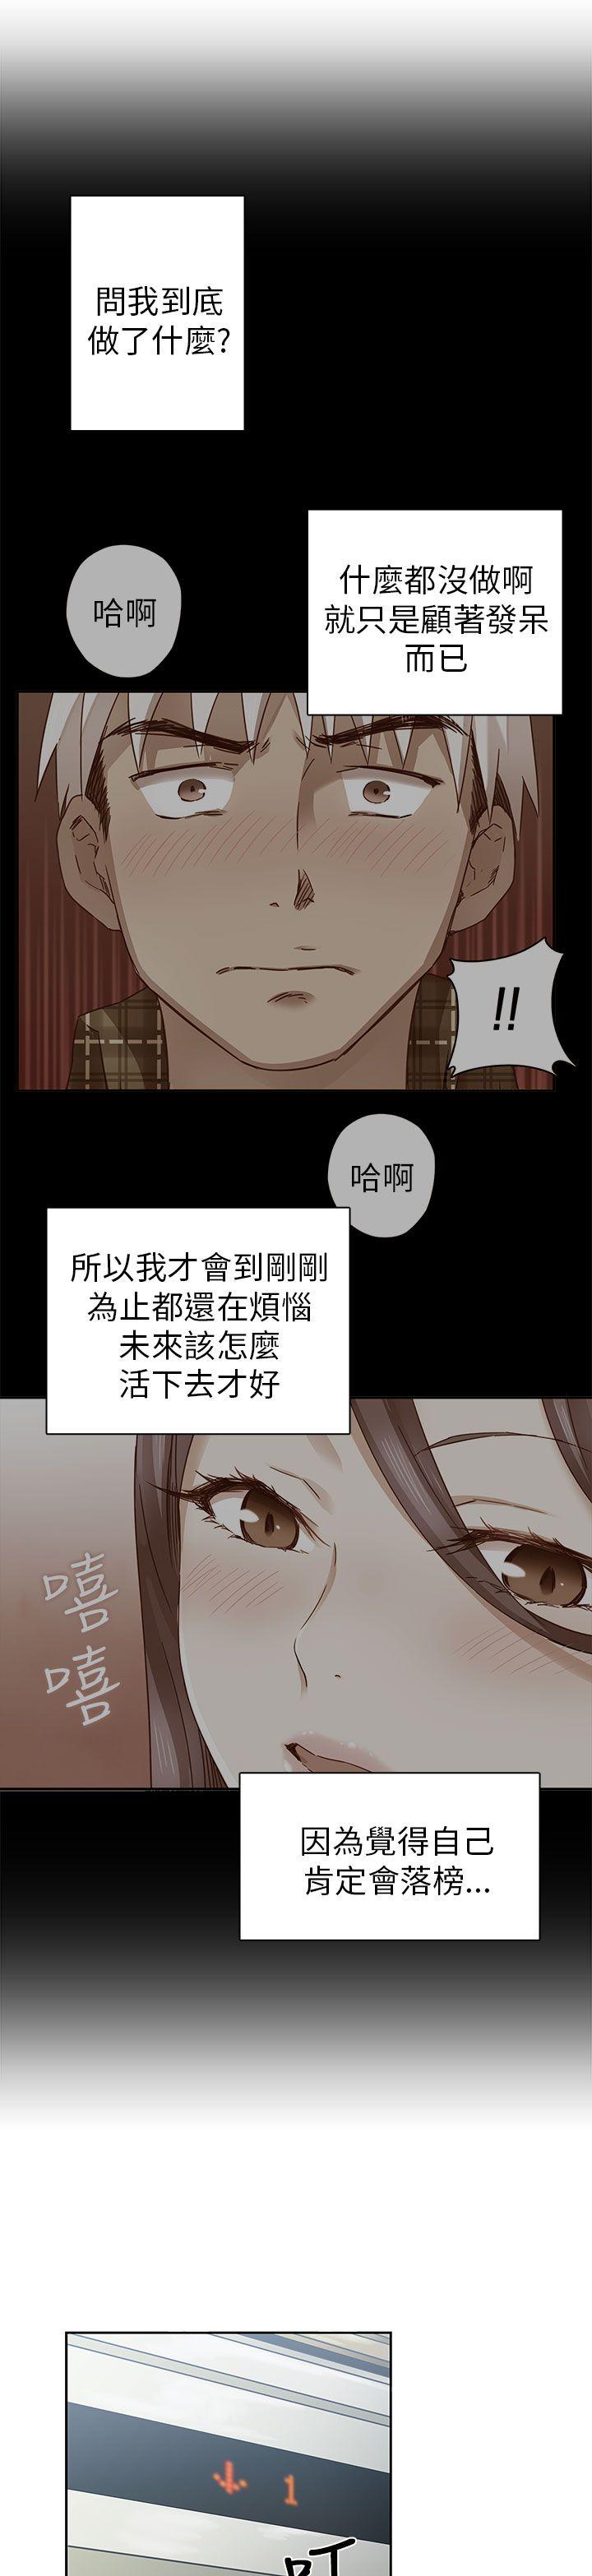 問我到底
做了什麼?
什麼都沒做啊
就只是顧著發呆
而已
哈啊
!!
哈啊
所以我才會到剛剛
為止都還在煩惱
未來該怎麼
活下去才好
嘻
嘻
因為覺得自己
肯定會落榜...
↓ 1
叮